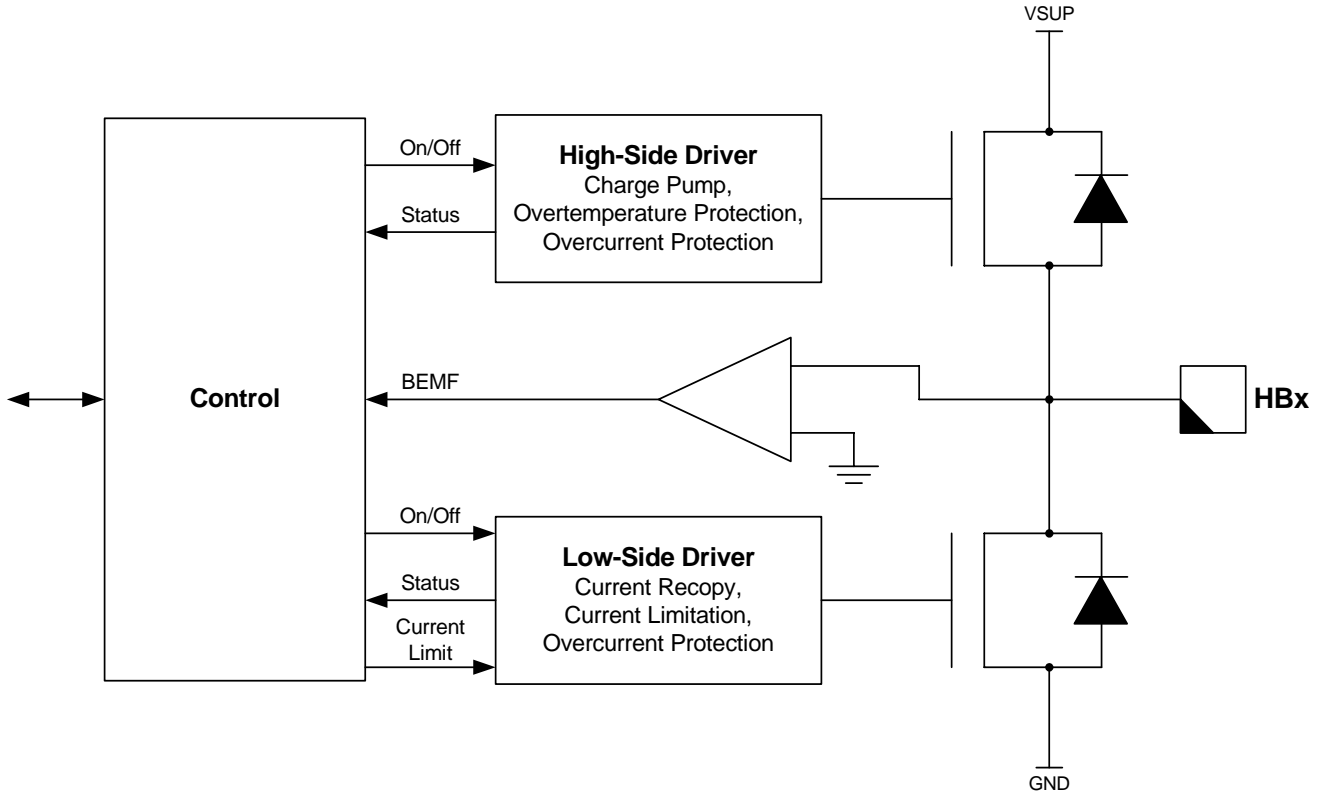 VSUP
On/Off
High-Side Driver
Charge Pump,
Overtemperature Protection,
Overcurrent Protection
Status
Control
BEMF
HBx
On/Off
Low-Side Driver
Current Recopy,
Current Limitation,
Overcurrent Protection
Status
Current
Limit
GND